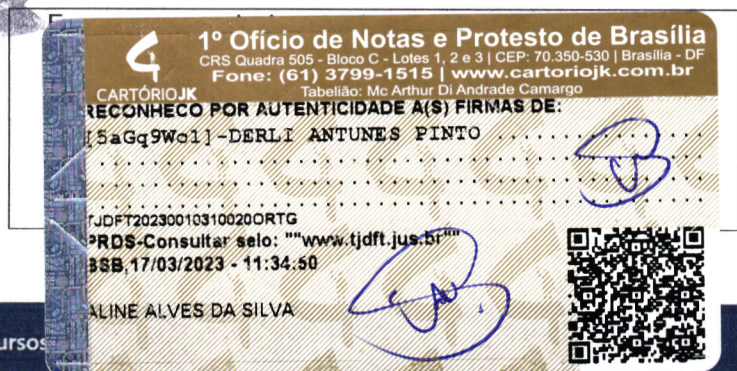 1º Ofício de Notas e Protesto de Brasília
CRS Quadra 505 - Bloco C - Lotes 1, 2 e 3 | CEP: 70.350-530 | Brasília - DF
Fone: (61) 3799-1515 | www.cartoriojk.com.br
Tabelião: Mc Arthur Di Andrade Camargo
CARTÓRIOJK
RECONHECO POR AUTENTICIDADE A(S) FIRMAS DE:
[5aGq9Wol]-DERLI ANTUNES PINTO
TJDFT20230010310020ORTG
PRDS-Consultar selo: ""www.tjdft.jus.br""
BSB,17/03/2023 - 11:34:50
ALINE ALVES DA SILVA